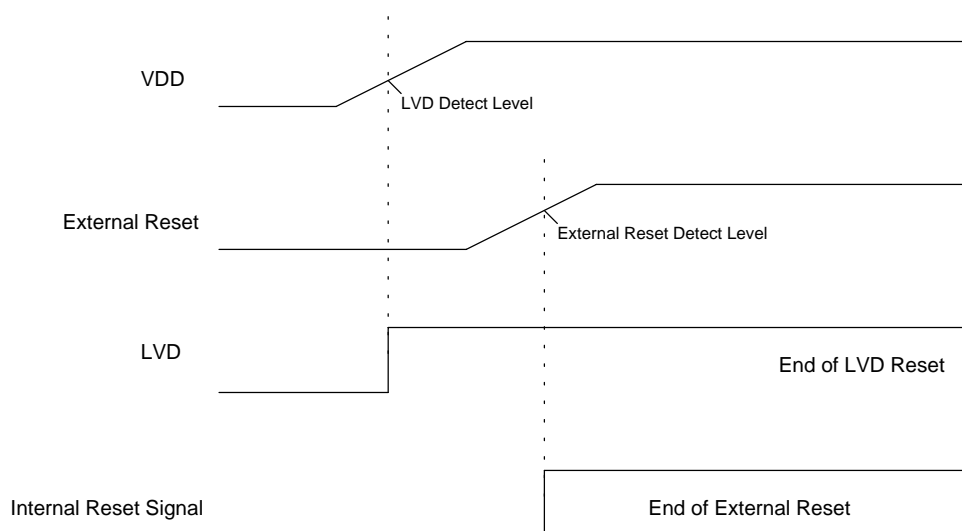 VDD
LVD Detect Level
External Reset
External Reset Detect Level
LVD
End of LVD Reset
Internal Reset Signal
End of External Reset